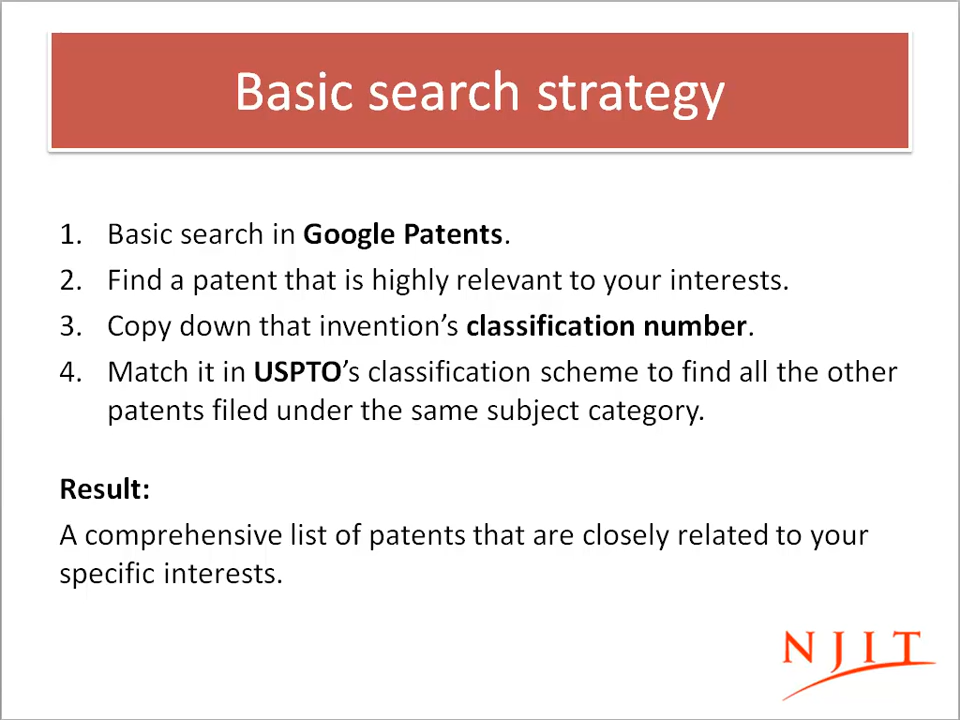 Basic search strategy
1. Basic search in Google Patents.
2. Find a patent that is highly relevant to your interests.
3. Copy down that invention’s classification number.
4. Match it in USPTO’s classification scheme to find all the other
patents filed under the same subject category.
Result:
A comprehensive list of patents that are closely related to your
specific interests.
NJIT